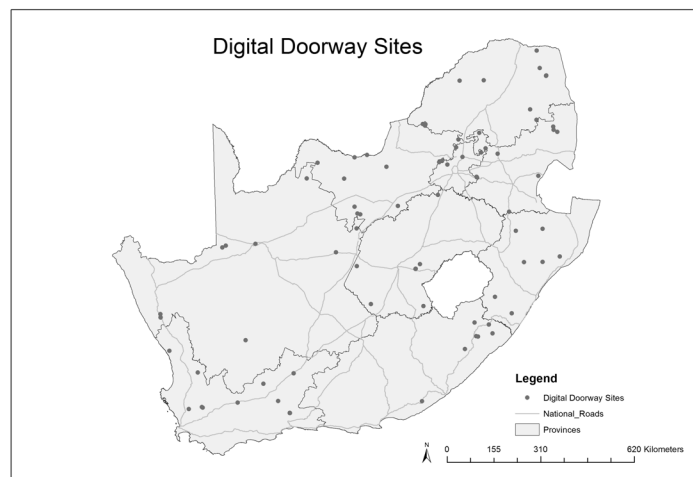 Digital Doorway Sites
Legend
Digital Doorway Sites
National_Roads
Provinces
N
0 155 310 620 Kilometers